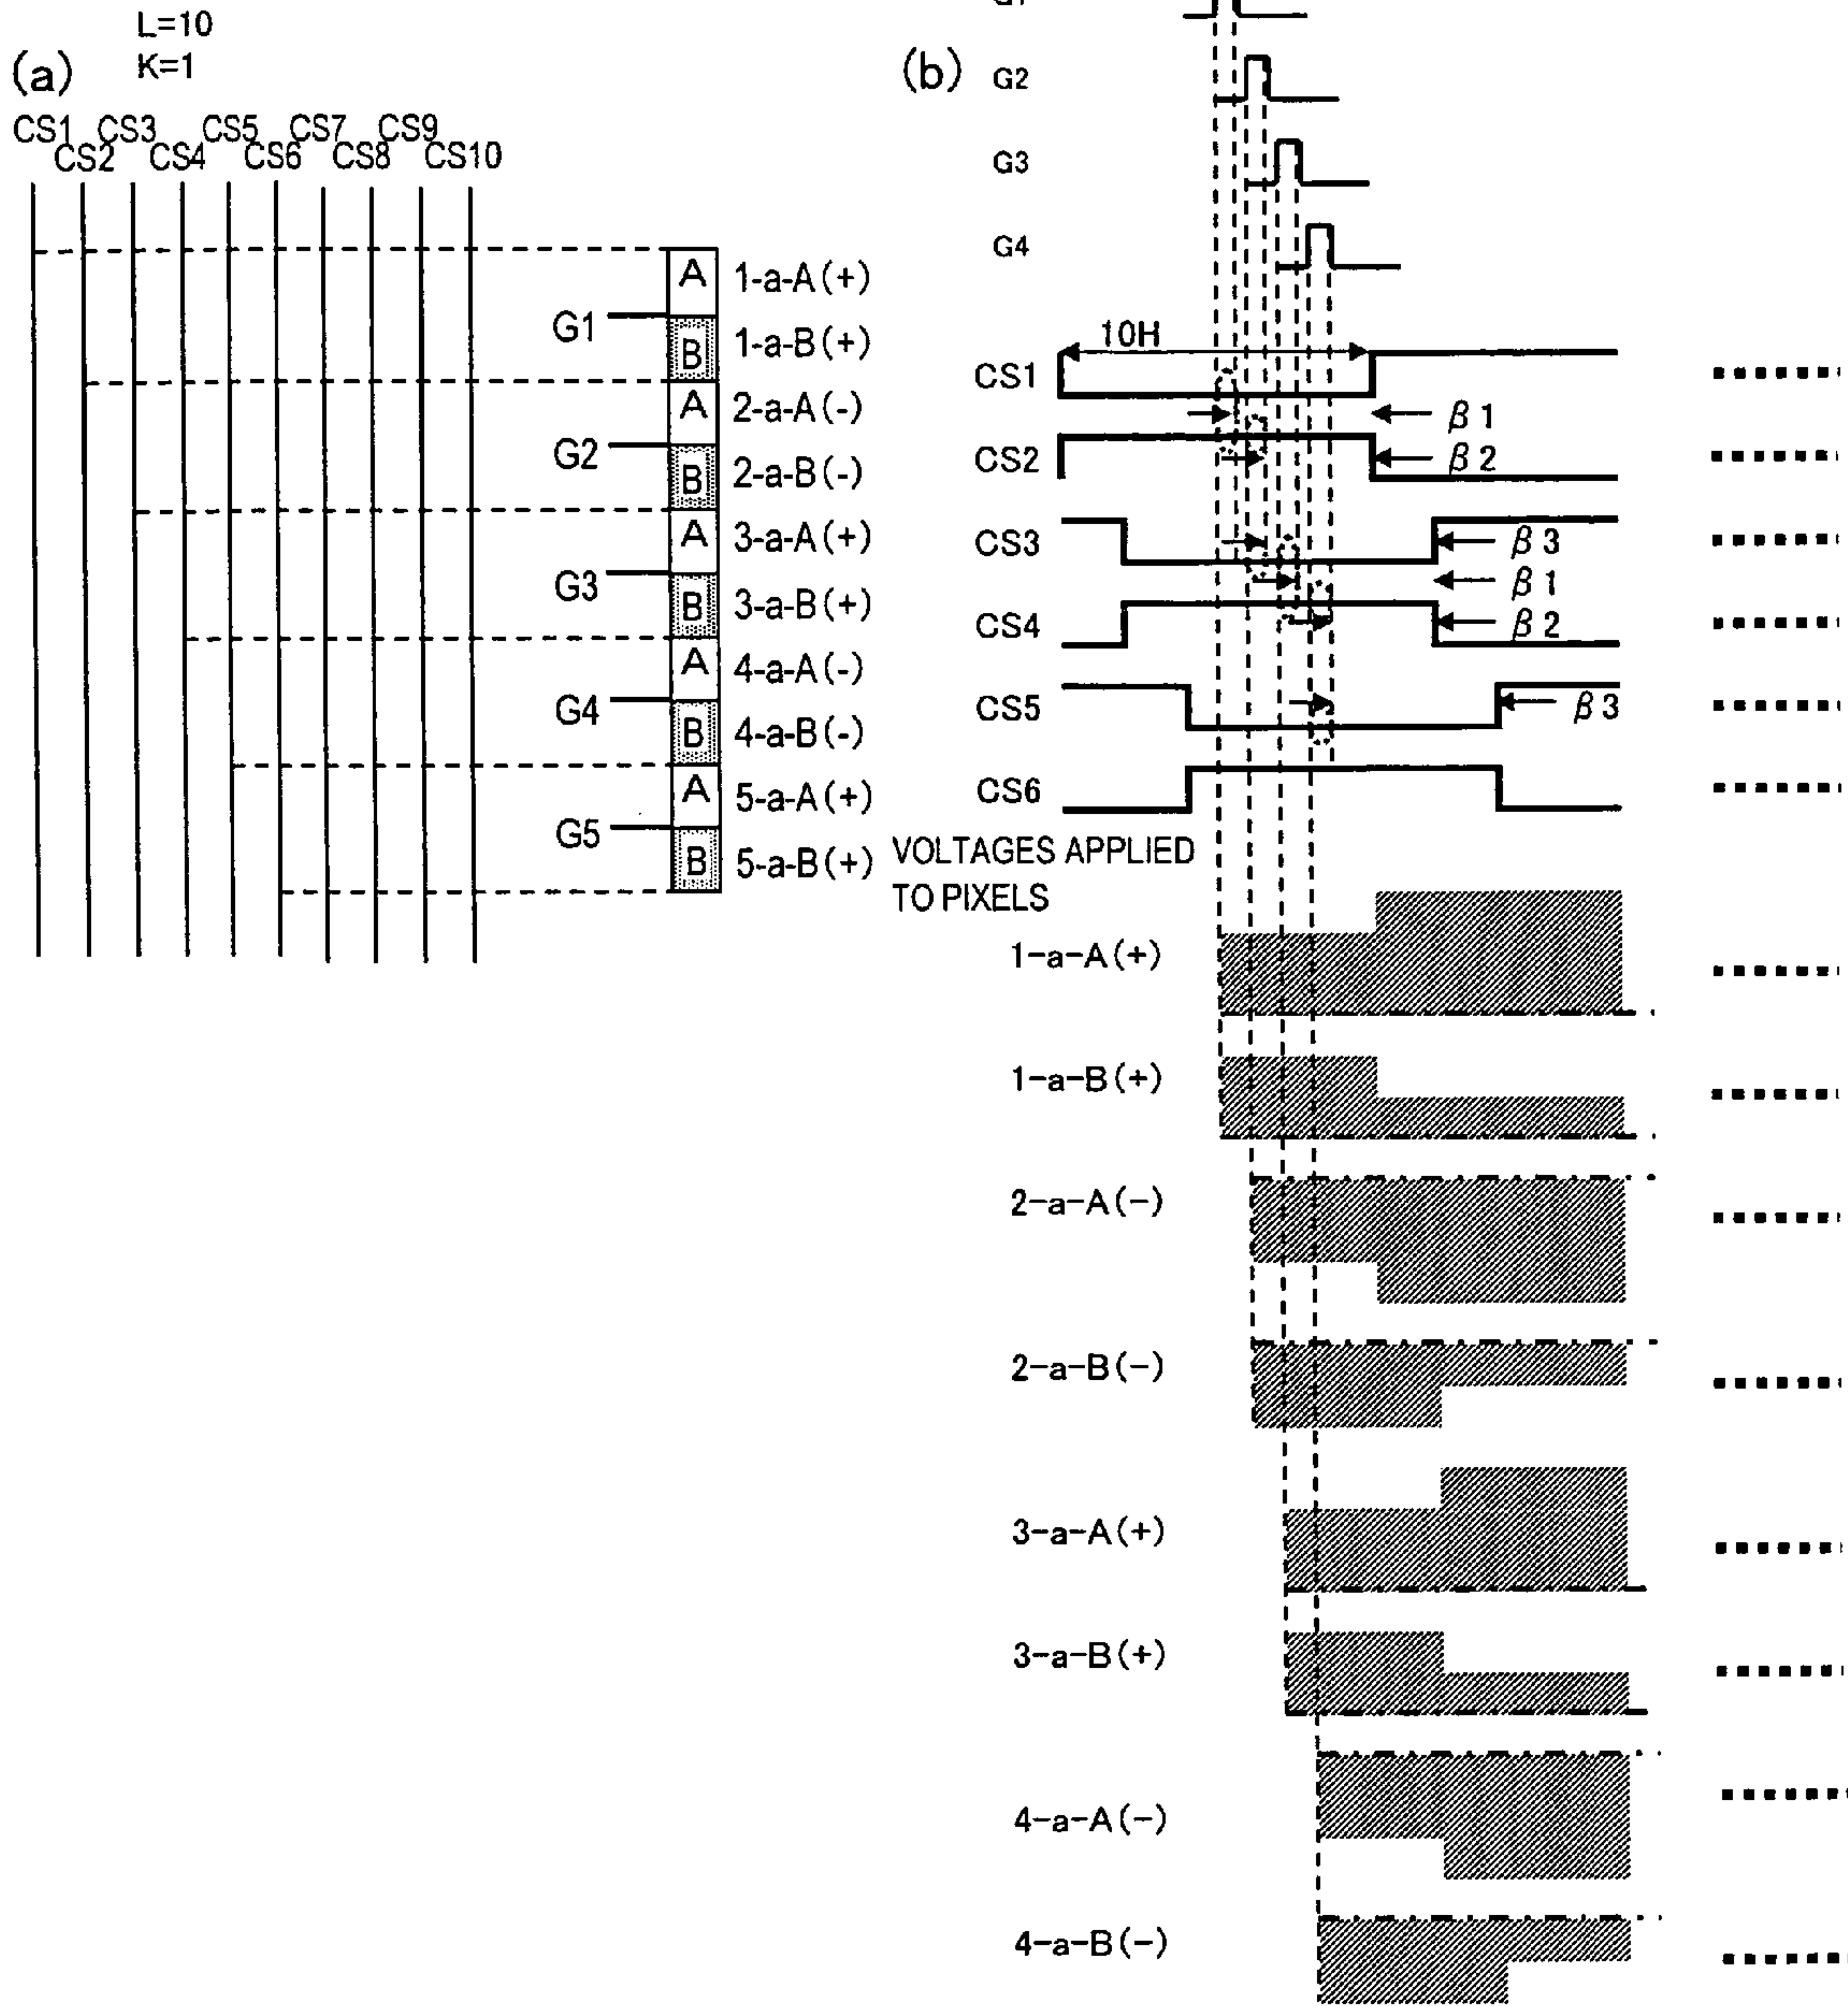 L=10
K=1
(a)
CS1 CS3 CS5 CS7 CS9
CS2 CS4 CS6 CS8 CS10
A 1-a-A(+)
G1
B 1-a-B(+)
A 2-a-A(-)
G2
B 2-a-B(-)
A 3-a-A(+)
G3
B 3-a-B(+)
A 4-a-A(-)
G4
B 4-a-B(-)
A 5-a-A(+)
G5
B 5-a-B(+)
(b)
G2
G3
G4
10H
CS1
β1
CS2
β2
CS3
β3
β1
CS4
β2
CS5
β3
CS6
VOLTAGES APPLIED
TO PIXELS
1-a-A(+)
1-a-B(+)
2-a-A(-)
2-a-B(-)
3-a-A(+)
3-a-B(+)
4-a-A(-)
4-a-B(-)